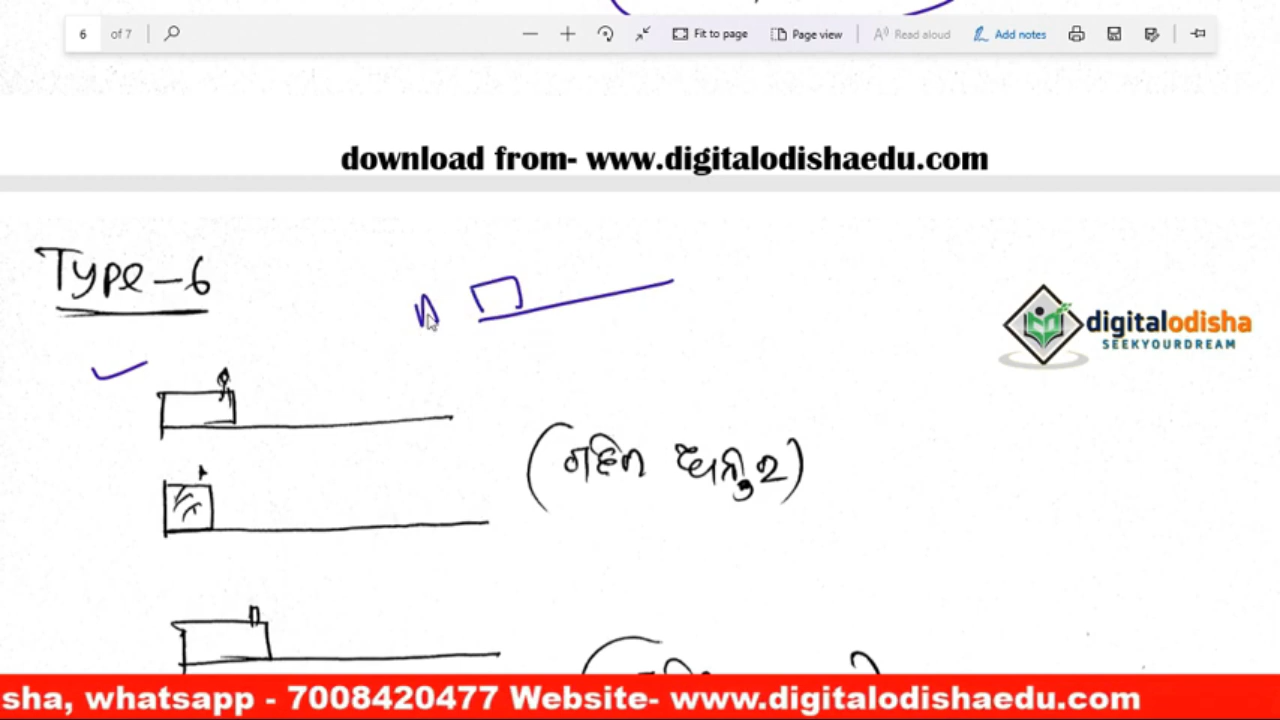 6 of 7 Fit to page Page view Read aloud Add notes
download from- www.digitalodishaedu.com
Type-6
digitalodisha
SEEKYOURDREAM
sha, whatsapp - 7008420477 Website- www.digitalodishaedu.com